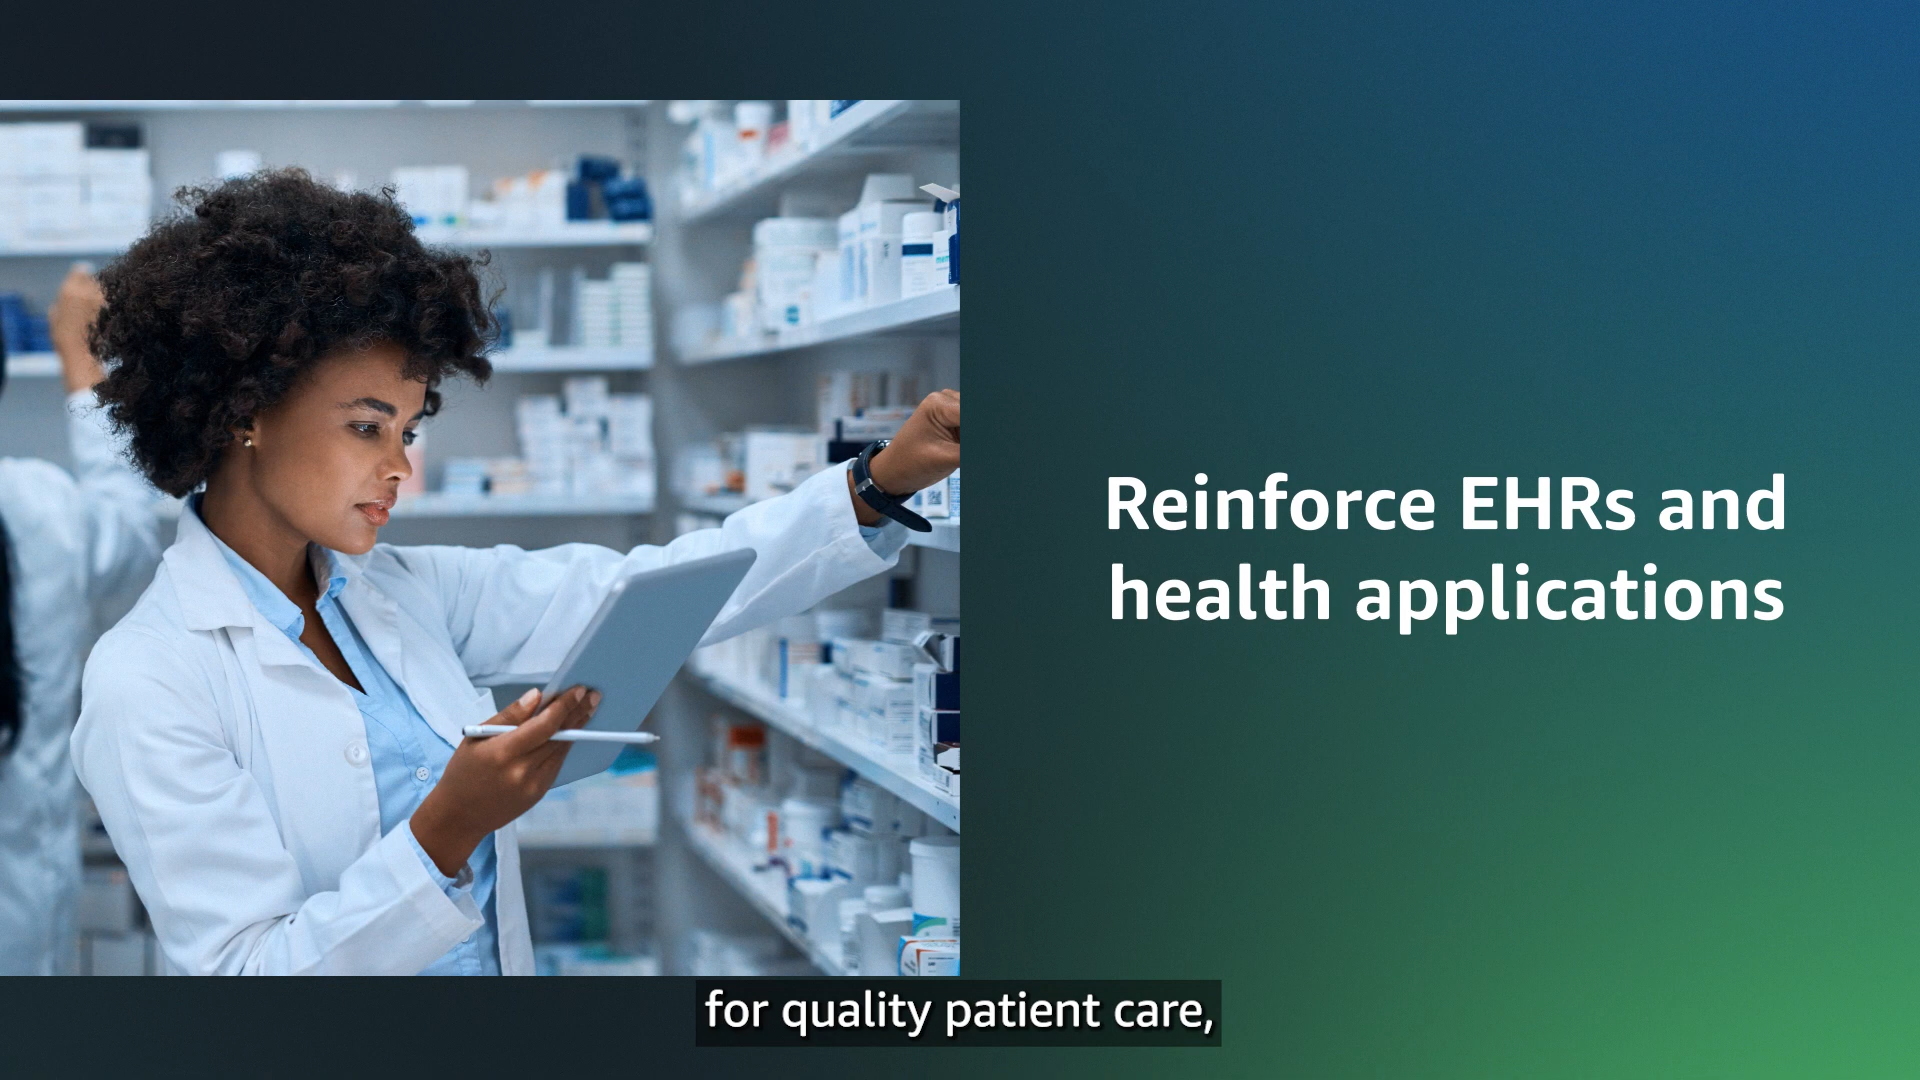 Reinforce EHRs and
health applications
for quality patient care,